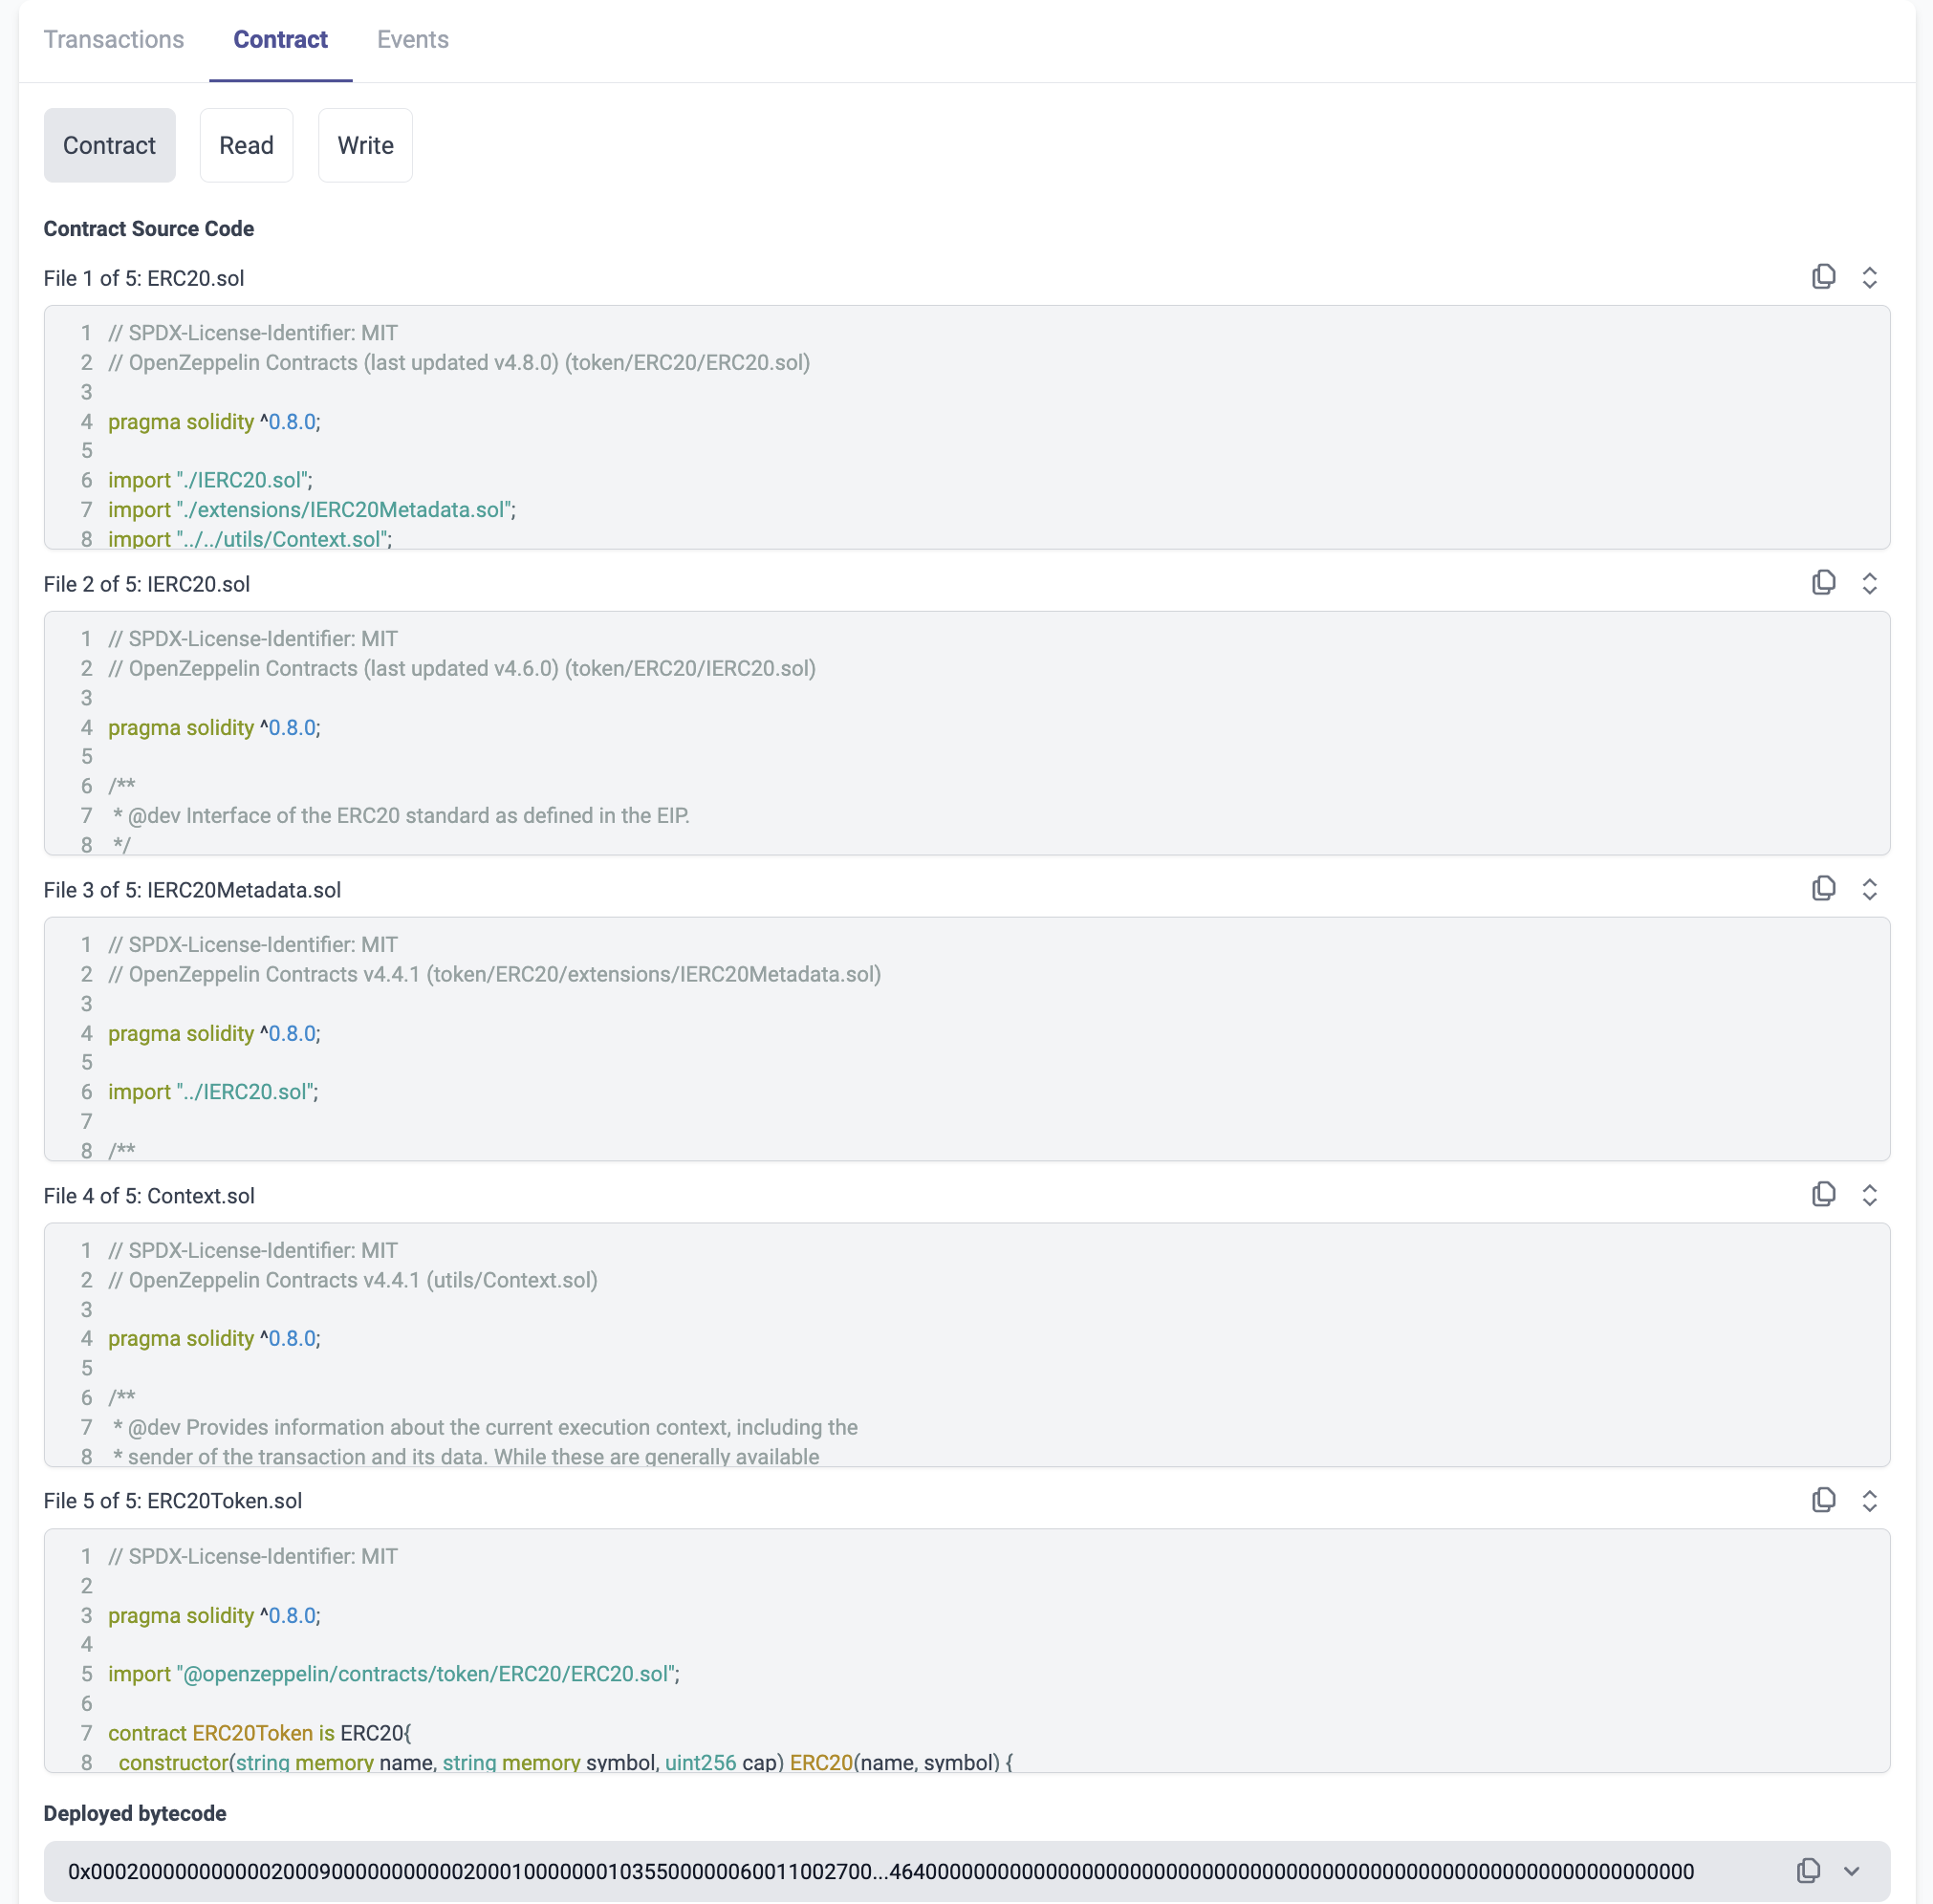 Transactions Contract Events
Contract Read Write
Contract Source Code
File 1 of 5: ERC20.sol
1 // SPDX-License-Identifier: MIT
2 // OpenZeppelin Contracts (last updated v4.8.0) (token/ERC20/ERC20.sol)
3
4 pragma solidity ^0.8.0;
5
6 import "./IERC20.sol";
7 import "./extensions/IERC20Metadata.sol";
8 import "../../utils/Context.sol";
File 2 of 5: IERC20.sol
1 // SPDX-License-Identifier: MIT
2 // OpenZeppelin Contracts (last updated v4.6.0) (token/ERC20/IERC20.sol)
3
4 pragma solidity ^0.8.0;
5
6 /**
7 * @dev Interface of the ERC20 standard as defined in the EIP.
8 */
File 3 of 5: IERC20Metadata.sol
1 // SPDX-License-Identifier: MIT
2 // OpenZeppelin Contracts v4.4.1 (token/ERC20/extensions/IERC20Metadata.sol)
3
4 pragma solidity ^0.8.0;
5
6 import "../IERC20.sol";
7
8 /**
File 4 of 5: Context.sol
1 // SPDX-License-Identifier: MIT
2 // OpenZeppelin Contracts v4.4.1 (utils/Context.sol)
3
4 pragma solidity ^0.8.0;
5
6 /**
7 * @dev Provides information about the current execution context, including the
8 * sender of the transaction and its data. While these are generally available
File 5 of 5: ERC20Token.sol
1 // SPDX-License-Identifier: MIT
2
3 pragma solidity ^0.8.0;
4
5 import "@openzeppelin/contracts/token/ERC20/ERC20.sol";
6
7 contract ERC20Token is ERC20{
8 constructor(string memory name, string memory symbol, uint256 cap) ERC20(name, symbol) {
Deployed bytecode